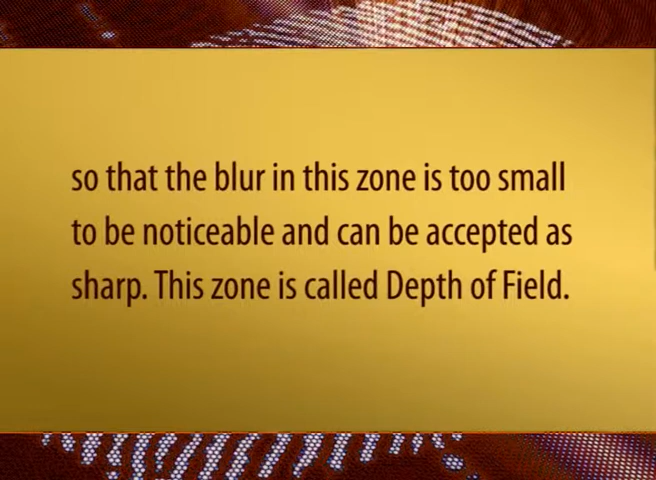 so that the blur in this zone is too small
to be noticeable and can be accepted as
sharp. This zone is called Depth of Field.